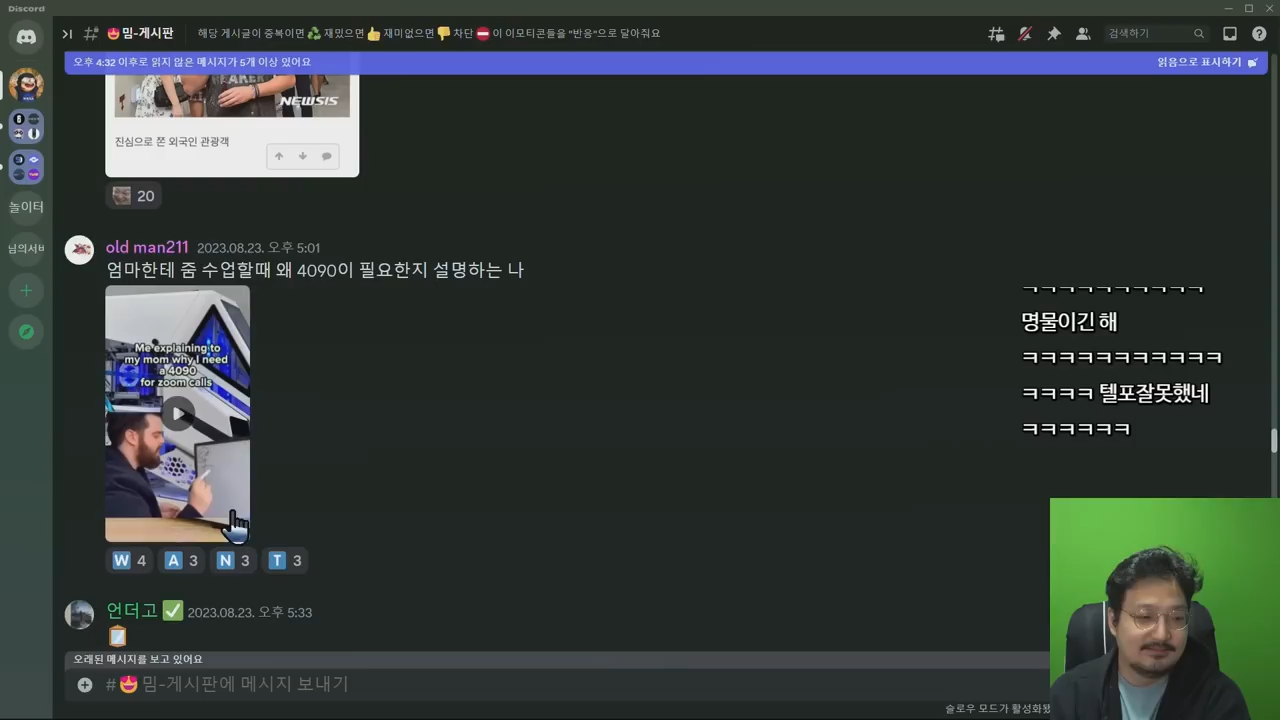 Discord
밈-게시판
해당 게시글이 중복이면♻️ 재밌으면👍 재미없으면👎 차단⛔ 이 이모티콘들을 "반응"으로 달아줘요
검색하기
오후 4:32 이후로 읽지 않은 메시지가 5개 이상 있어요
읽음으로 표시하기
NEWSIS
진심으로 쫀 외국인 관광객
20
놀이터
님의서버
old man211 2023.08.23. 오후 5:01
엄마한테 줌 수업할때 왜 4090이 필요한지 설명하는 나
Me explaining to
my mom why I need
a 4090
for zoom calls
W 4 A 3 N 3 T 3
ㅋㅋㅋㅋㅋㅋㅋㅋㅋㅋ
명물이긴 해
ㅋㅋㅋㅋㅋㅋㅋㅋㅋㅋㅋ
ㅋㅋㅋㅋ 텔포잘못했네
ㅋㅋㅋㅋㅋㅋ
언더고 ✅ 2023.08.23. 오후 5:33
오래된 메시지를 보고 있어요
#😍밈-게시판에 메시지 보내기
슬로우 모드가 활성화됐